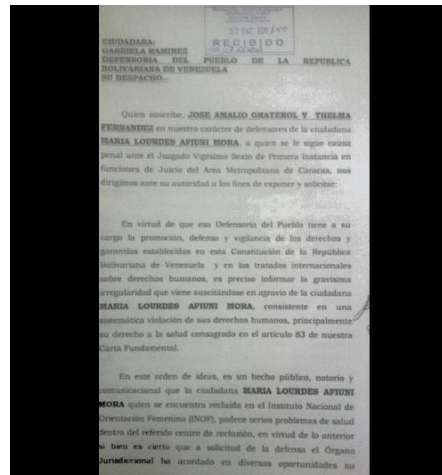 RECIBIDO
CIUDADANA:
GABRIELA RAMIREZ
DEFENSORIA DEL PUEBLO DE LA REPUBLICA
BOLIVARIANA DE VENEZUELA
SU DESPACHO.-
Quien suscribe, JOSE AMALIO GRATEROL Y THELMA
FERNANDEZ en nuestro carácter de defensores de la ciudadana
MARIA LOURDES AFIUNI MORA, a quien se le sigue causa
penal ante el Juzgado Vigésimo Sexto de Primera Instancia en
funciones de Juicio del Area Metropolitana de Caracas, nos
dirigimos ante su autoridad a los fines de exponer y solicitar:
En virtud de que esa Defensoria del Pueblo tiene a su
cargo la promoción, defensa y vigilancia de los derechos y
garantías establecidos en esta Constitución de la República
Bolivariana de Venezuela y en los tratados internacionales
sobre derechos humanos, es preciso informar la gravísima
irregularidad que viene suscitándose en agravio de la ciudadana
MARIA LOURDES AFIUNI MORA, consistente en una
sistemática violación de sus derechos humanos, principalmente
su derecho a la salud consagrado en el articulo 83 de nuestra
Carta Fundamental.
En este orden de ideas, es un hecho público, notorio y
comunicacional que la ciudadana MARIA LOURDES AFIUNI
MORA quien se encuentra recluida en el Instituto Nacional de
Orientación Femenina (INOF), padece serios problemas de salud
dentro del referido centro de reclusión, en virtud de lo anterior
si bien es cierto que a solicitud de la defensa el Órgano
Jurisdiccional ha acordado en diversas oportunidades su